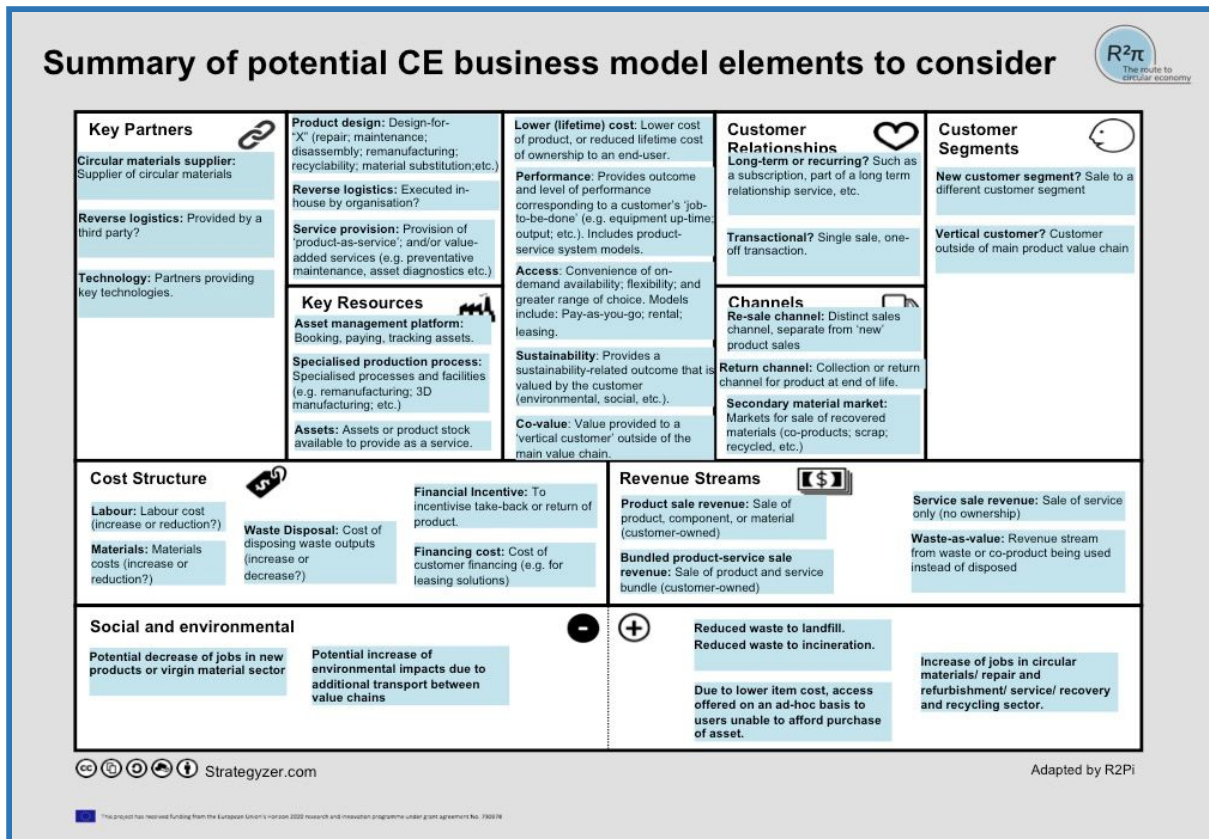 Summary of potential CE business model elements to consider
R²π
The route to
circular economy
Key Partners
Circular materials supplier:
Supplier of circular materials
Reverse logistics: Provided by a
third party?
Technology: Partners providing
key technologies.
Product design: Design-for-
“X” (repair; maintenance;
disassembly; remanufacturing;
recyclability; material substitution;etc.)
Reverse logistics: Executed in-
house by organisation?
Service provision: Provision of
‘product-as-service’; and/or value-
added services (e.g. preventative
maintenance, asset diagnostics etc.)
Key Resources
Asset management platform:
Booking, paying, tracking assets.
Specialised production process:
Specialised processes and facilities
(e.g. remanufacturing; 3D
manufacturing; etc.)
Assets: Assets or product stock
available to provide as a service.
Lower (lifetime) cost: Lower cost
of product, or reduced lifetime cost
of ownership to an end-user.
Performance: Provides outcome
and level of performance
corresponding to a customer’s ‘job-
to-be-done’ (e.g. equipment up-time;
output; etc.). Includes product-
service system models.
Access: Convenience of on-
demand availability; flexibility; and
greater range of choice. Models
include: Pay-as-you-go; rental;
leasing.
Sustainability: Provides a
sustainability-related outcome that is
valued by the customer
(environmental, social, etc.).
Co-value: Value provided to a
‘vertical customer’ outside of the
main value chain.
Customer
Relationships
Long-term or recurring? Such as
a subscription, part of a long term
relationship service, etc.
Transactional? Single sale, one-
off transaction.
Channels
Re-sale channel: Distinct sales
channel, separate from ‘new’
product sales
Return channel: Collection or return
channel for product at end of life.
Secondary material market:
Markets for sale of recovered
materials (co-products; scrap;
recycled, etc.)
Customer
Segments
New customer segment? Sale to a
different customer segment
Vertical customer? Customer
outside of main product value chain
Cost Structure
Labour: Labour cost
(increase or reduction?)
Materials: Materials
costs (increase or
reduction?)
Waste Disposal: Cost of
disposing waste outputs
(increase or
decrease?)
Financial Incentive: To
incentivise take-back or return of
product.
Financing cost: Cost of
customer financing (e.g. for
leasing solutions)
Revenue Streams
Product sale revenue: Sale of
product, component, or material
(customer-owned)
Bundled product-service sale
revenue: Sale of product and service
bundle (customer-owned)
Service sale revenue: Sale of service
only (no ownership)
Waste-as-value: Revenue stream
from waste or co-product being used
instead of disposed
Social and environmental
Potential decrease of jobs in new
products or virgin material sector
Potential increase of
environmental impacts due to
additional transport between
value chains
Reduced waste to landfill.
Reduced waste to incineration.
Due to lower item cost, access
offered on an ad-hoc basis to
users unable to afford purchase
of asset.
Increase of jobs in circular
materials/ repair and
refurbishment/ service/ recovery
and recycling sector.
Strategyzer.com
Adapted by R2Pi
This project has received funding from the European Union's Horizon 2020 research and innovation programme under grant agreement No.